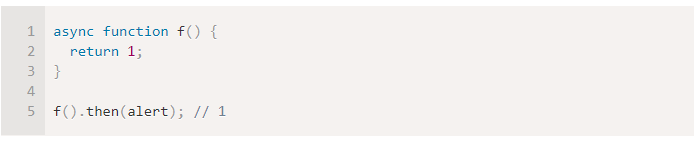 1 async function f() {
2   return 1;
3 }
4
5 f().then(alert); // 1